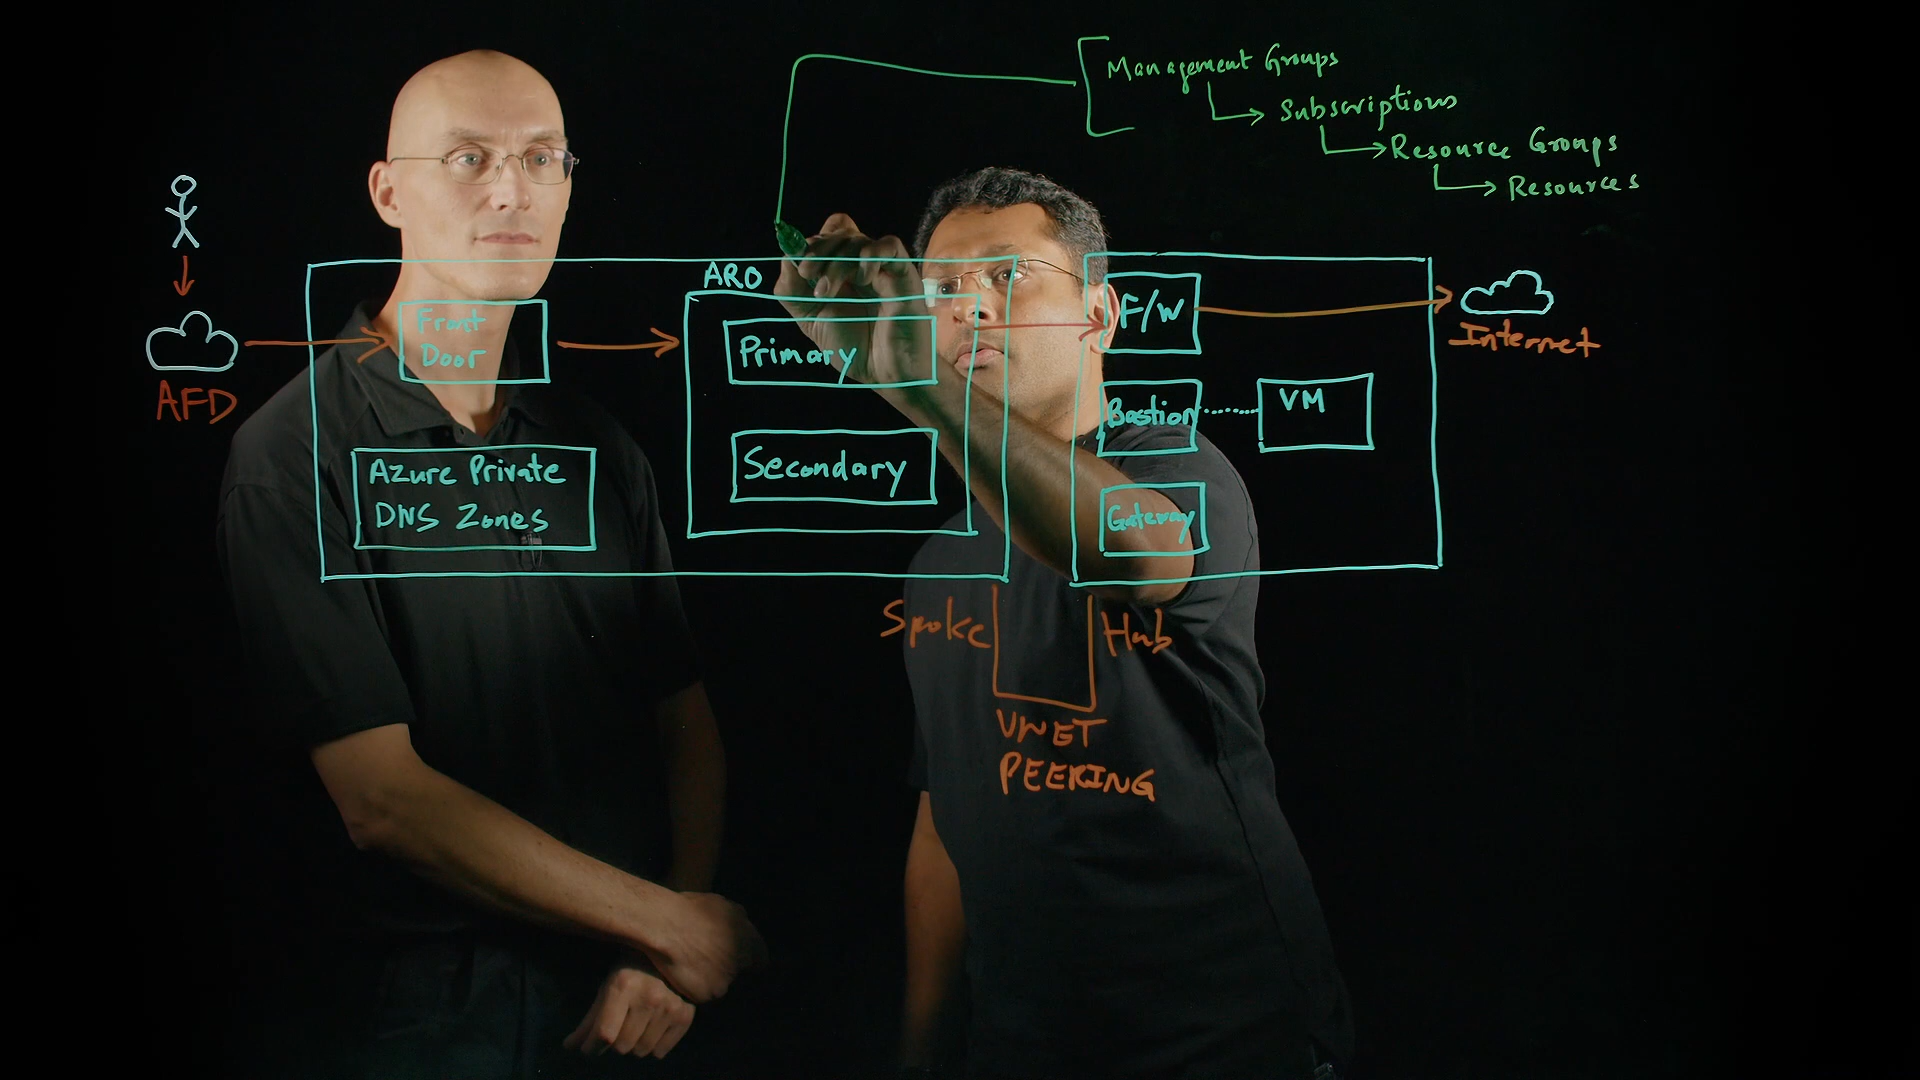 Management Groups
Subscriptions
Resource Groups
Resources
AFD
Front
Door
Azure Private
DNS Zones
ARO
Primary
Secondary
F/W
Bastion
VM
Gateway
Internet
Spoke
Hub
VNET
PEERING